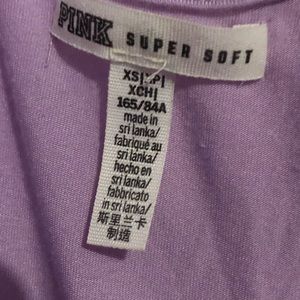 PINK SUPER SOFT
XS|XP|
XCH|
165/84A
made in
sri lanka/
fabriqué au
sri lanka/
hecho en
sri lanka/
fabbricato
in sri lanka/
斯里兰卡
制造